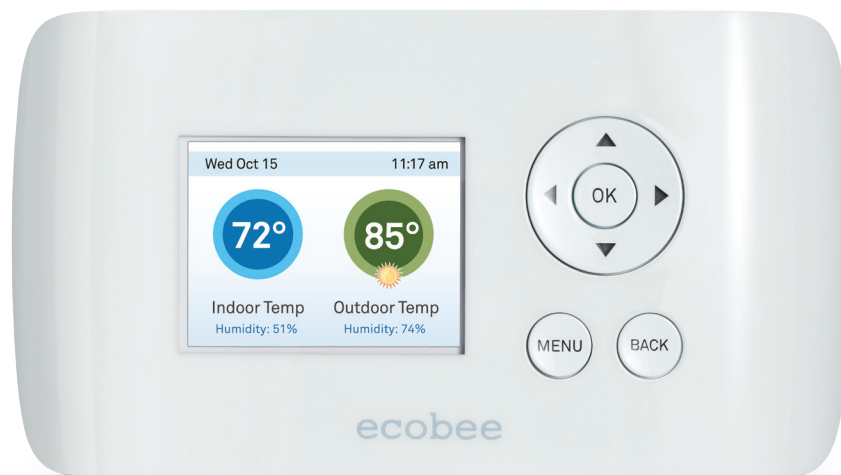 Wed Oct 15 11:17 am
72° 85°
Indoor Temp Outdoor Temp
Humidity: 51% Humidity: 74%
OK
MENU BACK
ecobee